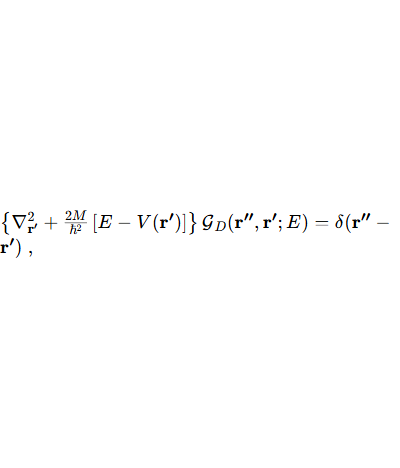 {∇²_𝐫′ + 2M/ℏ² [E − V(𝐫′)]} 𝒢_D(𝐫″, 𝐫′; E) = δ(𝐫″ −
𝐫′) ,